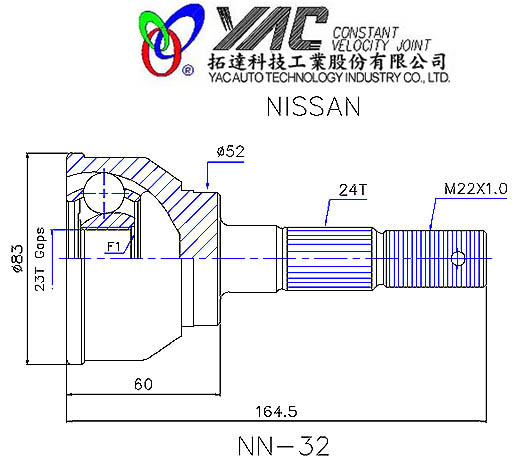 YAC CONSTANT
VELOCITY JOINT
拓達科技工業股份有限公司
YAC AUTO TECHNOLOGY INDUSTRY CO., LTD.
®
NISSAN
ø52
24T
M22X1.0
ø83
23T Gaps
F1
60
164.5
NN-32